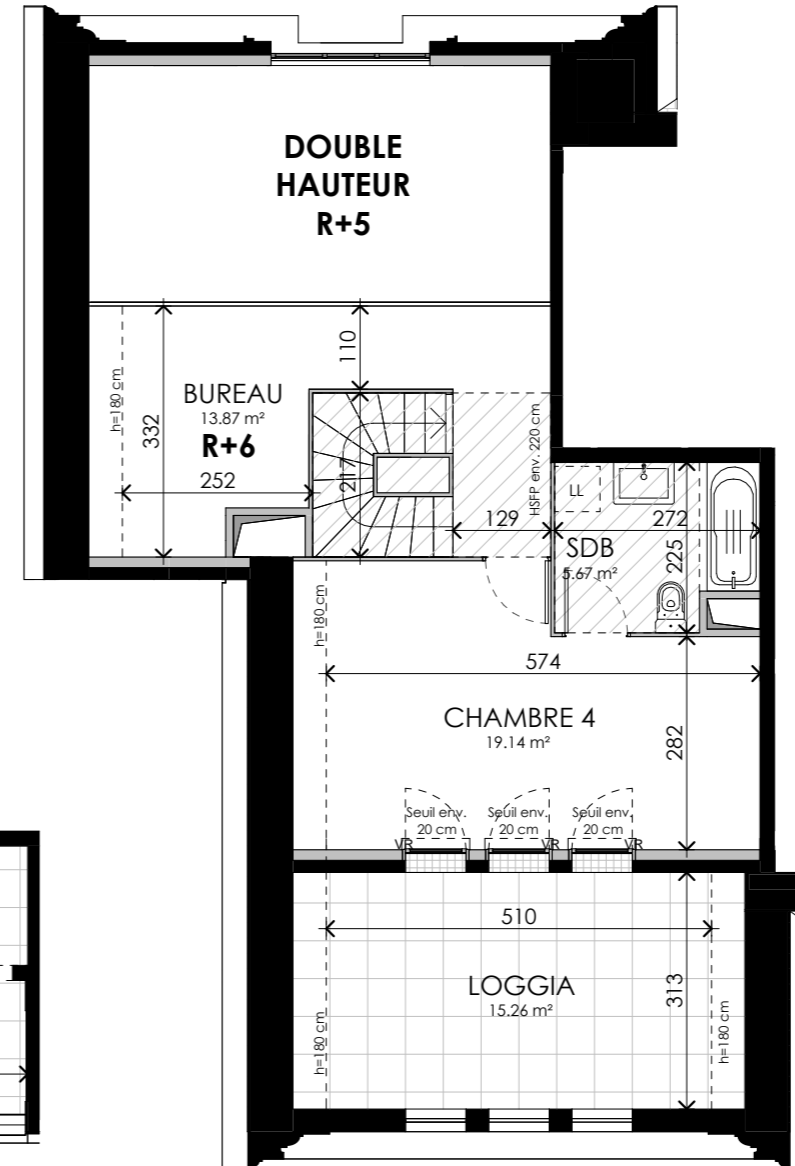 DOUBLE
HAUTEUR
R+5
110
h=180 cm
332
BUREAU
13.87 m²
R+6
252
217
HSFP env. 220 cm
129
LL
272
SDB
5.67 m²
225
h=180 cm
574
CHAMBRE 4
19.14 m²
282
Seuil env.
20 cm
Seuil env.
20 cm
Seuil env.
20 cm
VR
VR
VR
510
LOGGIA
15.26 m²
313
h=180 cm
h=180 cm